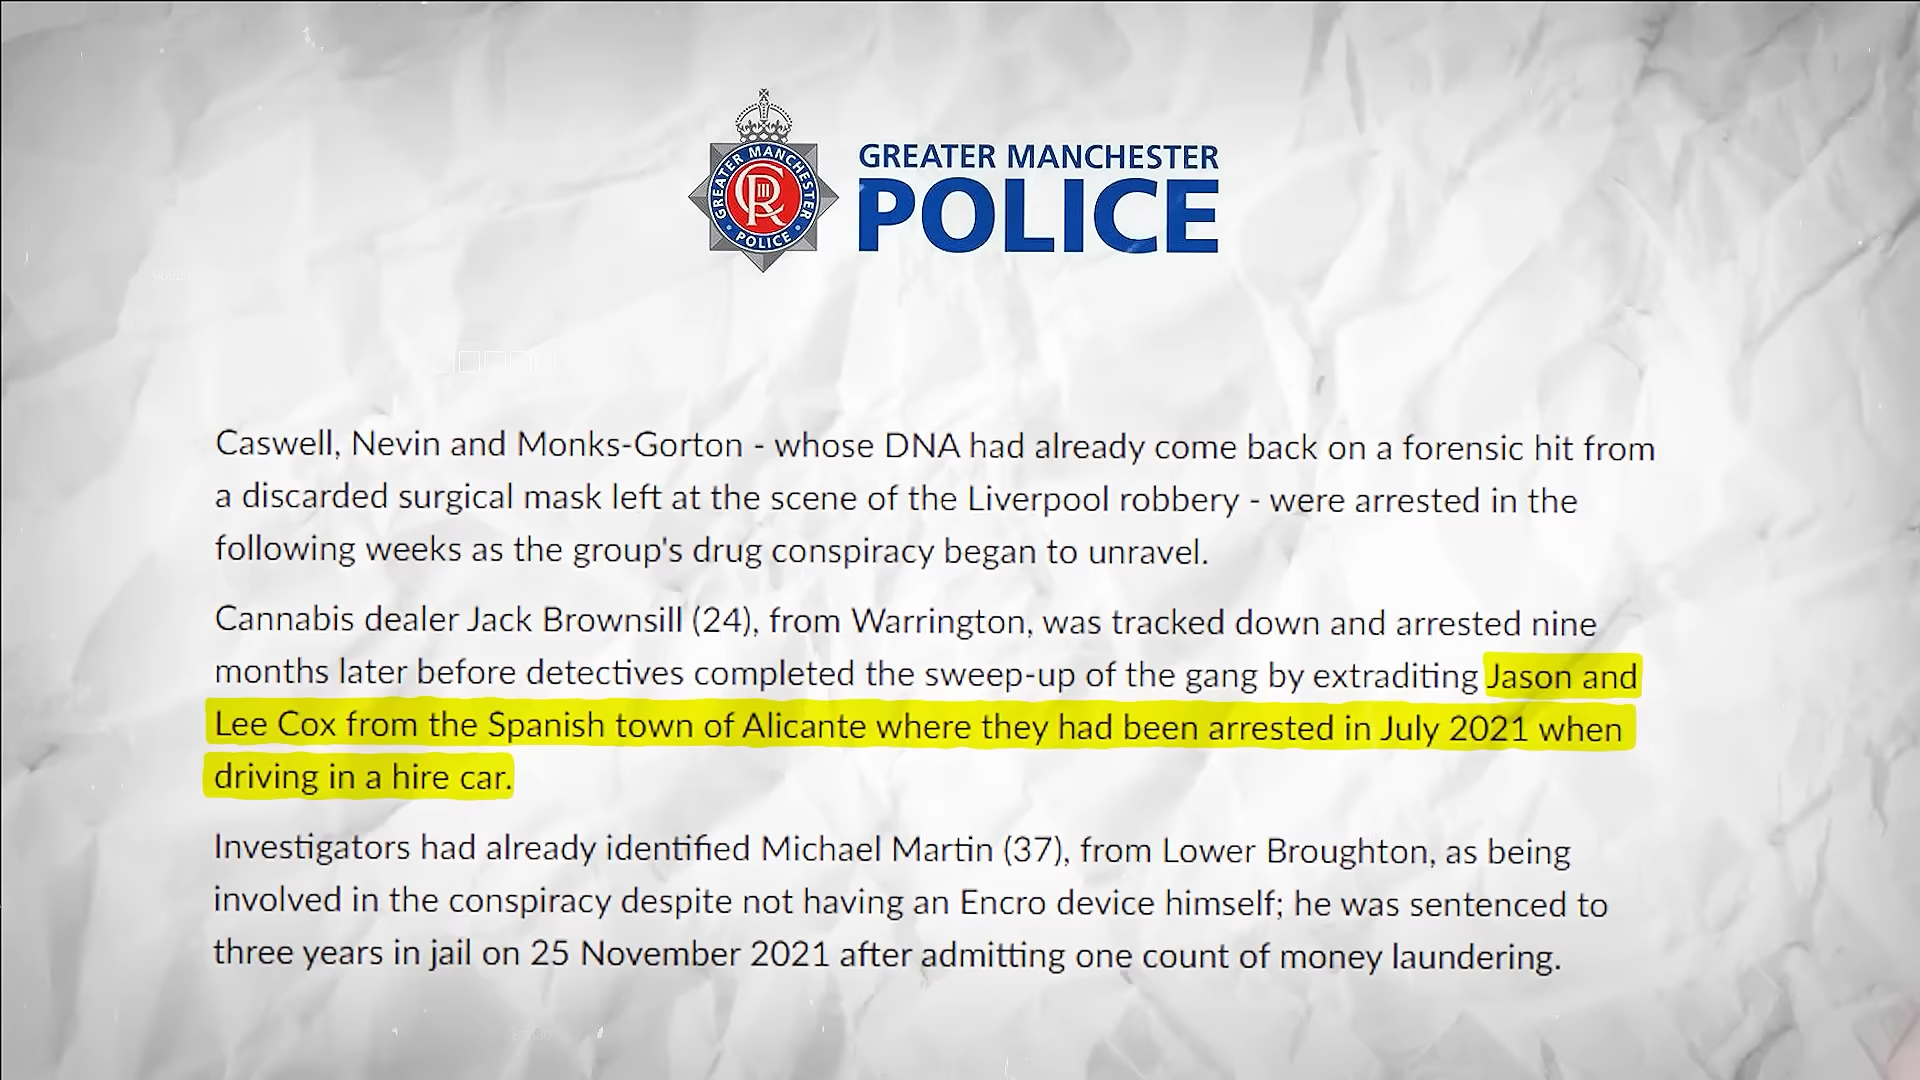 GREATER MANCHESTER
POLICE
GREATER MANCHESTER
POLICE
Caswell, Nevin and Monks-Gorton - whose DNA had already come back on a forensic hit from
a discarded surgical mask left at the scene of the Liverpool robbery - were arrested in the
following weeks as the group's drug conspiracy began to unravel.
Cannabis dealer Jack Brownsill (24), from Warrington, was tracked down and arrested nine
months later before detectives completed the sweep-up of the gang by extraditing Jason and
Lee Cox from the Spanish town of Alicante where they had been arrested in July 2021 when
driving in a hire car.
Investigators had already identified Michael Martin (37), from Lower Broughton, as being
involved in the conspiracy despite not having an Encro device himself; he was sentenced to
three years in jail on 25 November 2021 after admitting one count of money laundering.